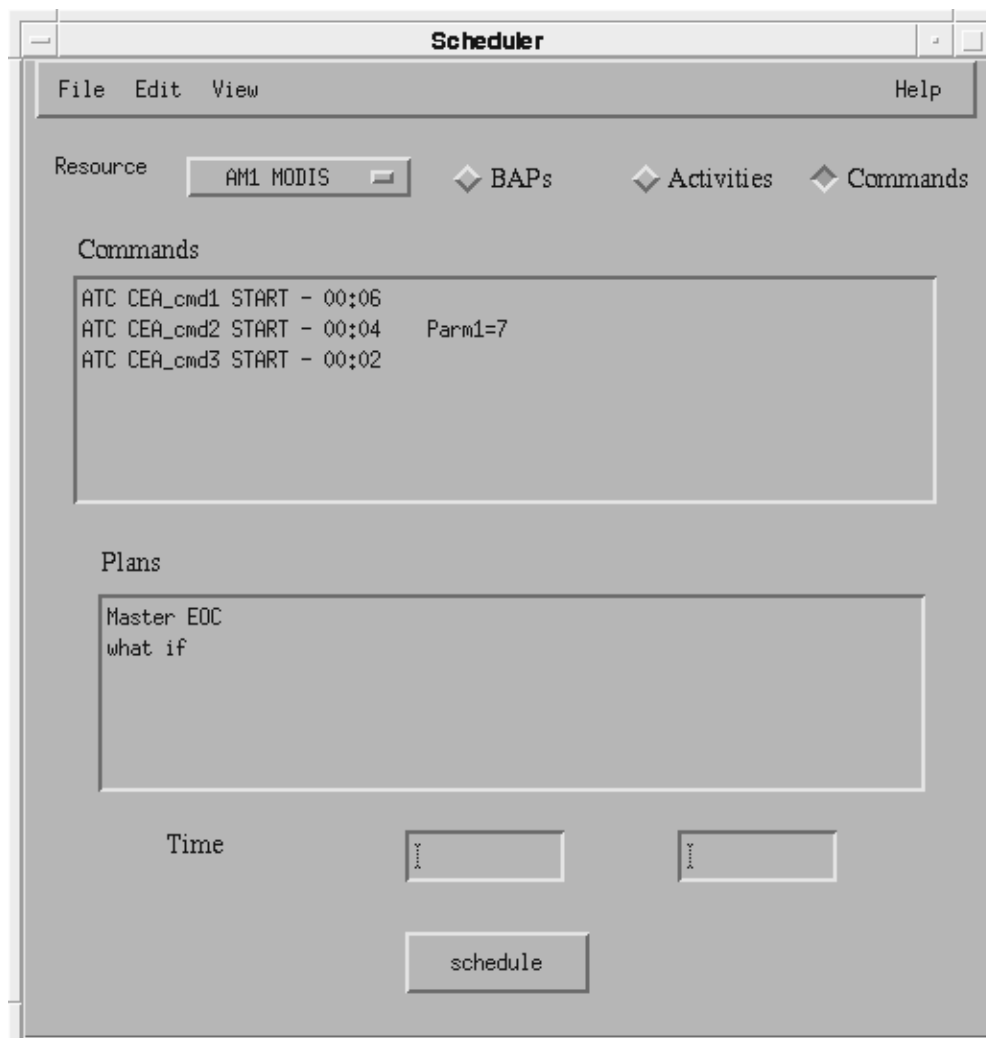 Scheduler
File Edit View Help
Resource AM1 MODIS BAPs Activities Commands
Commands
ATC CEA_cmd1 START - 00:06
ATC CEA_cmd2 START - 00:04 Parm1=7
ATC CEA_cmd3 START - 00:02
Plans
Master EOC
what if
Time
schedule